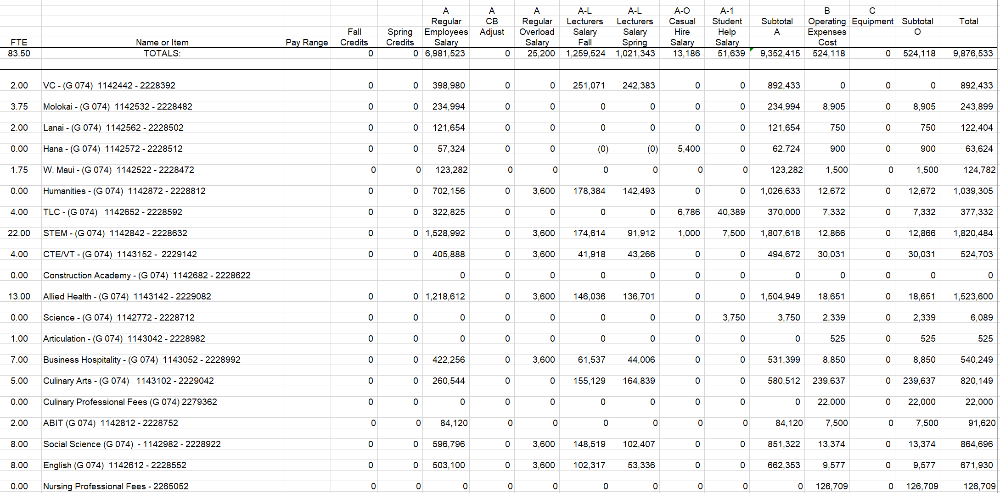 A A A A-L A-L A-O A-1 B C
Regular CB Regular Lecturers Lecturers Casual Student Subtotal Operating Equipment Subtotal Total
Fall Spring Employees Adjust Overload Salary Salary Hire Help A Expenses O
FTE Name or Item Pay Range Credits Credits Salary Salary Fall Spring Salary Salary Cost
83.50 TOTALS: 0 0 6,981,523 0 25,200 1,259,524 1,021,343 13,186 51,639 9,352,415 524,118 0 524,118 9,876,533
2.00 VC - (G 074) 1142442 - 2228392 0 0 398,980 0 0 251,071 242,383 0 0 892,433 0 0 0 892,433
3.75 Molokai - (G 074) 1142532 - 2228482 0 0 234,994 0 0 0 0 0 0 234,994 8,905 0 8,905 243,899
2.00 Lanai - (G 074) 1142562 - 2228502 0 0 121,654 0 0 0 0 0 0 121,654 750 0 750 122,404
0.00 Hana - (G 074) 1142572 - 2228512 0 0 57,324 0 0 (0) (0) 5,400 0 62,724 900 0 900 63,624
1.75 W. Maui - (G 074) 1142522 - 2228472 0 0 123,282 0 0 0 0 0 0 123,282 1,500 0 1,500 124,782
0.00 Humanities - (G 074) 1142872 - 2228812 0 0 702,156 0 3,600 178,384 142,493 0 0 1,026,633 12,672 0 12,672 1,039,305
4.00 TLC - (G 074) 1142652 - 2228592 0 0 322,825 0 0 0 0 6,786 40,389 370,000 7,332 0 7,332 377,332
22.00 STEM - (G 074) 1142842 - 2228632 0 0 1,528,992 0 3,600 174,614 91,912 1,000 7,500 1,807,618 12,866 0 12,866 1,820,484
4.00 CTE/VT - (G 074) 1143152 - 2229142 0 0 405,888 0 3,600 41,918 43,266 0 0 494,672 30,031 0 30,031 524,703
0.00 Construction Academy - (G 074) 1142682 - 2228622 0 0 0 0 0 0 0 0 0 0 0 0
13.00 Allied Health - (G 074) 1143142 - 2229082 0 0 1,218,612 0 3,600 146,036 136,701 0 0 1,504,949 18,651 0 18,651 1,523,600
0.00 Science - (G 074) 1142772 - 2228712 0 0 0 0 0 0 0 0 3,750 3,750 2,339 0 2,339 6,089
1.00 Articulation - (G 074) 1143042 - 2228982 0 0 0 0 0 0 0 0 0 0 525 0 525 525
7.00 Business Hospitality - (G 074) 1143052 - 2228992 0 0 422,256 0 3,600 61,537 44,006 0 0 531,399 8,850 0 8,850 540,249
5.00 Culinary Arts - (G 074) 1143102 - 2229042 0 0 260,544 0 0 155,129 164,839 0 0 580,512 239,637 0 239,637 820,149
0.00 Culinary Professional Fees (G 074) 2279362 0 0 0 0 0 0 0 0 0 0 22,000 0 22,000 22,000
2.00 ABIT (G 074) 1142812 - 2228752 0 0 84,120 0 0 0 0 0 0 84,120 7,500 0 7,500 91,620
8.00 Social Science (G 074) - 1142982 - 2228922 0 0 596,796 0 3,600 148,519 102,407 0 0 851,322 13,374 0 13,374 864,696
8.00 English (G 074) 1142612 - 2228552 0 0 503,100 0 3,600 102,317 53,336 0 0 662,353 9,577 0 9,577 671,930
0.00 Nursing Professional Fees - 2265052 0 0 0 0 0 0 0 0 0 0 126,709 0 126,709 126,709